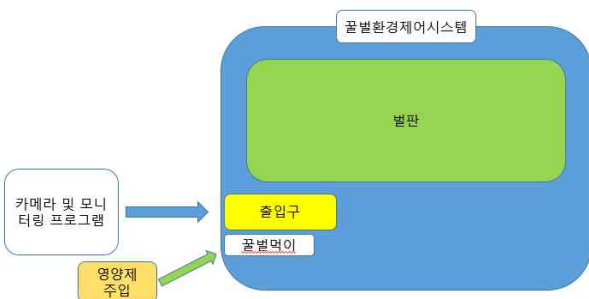 꿀벌환경제어시스템
벌판
카메라 및 모니
터링 프로그램
출입구
꿀벌먹이
영양제
주입